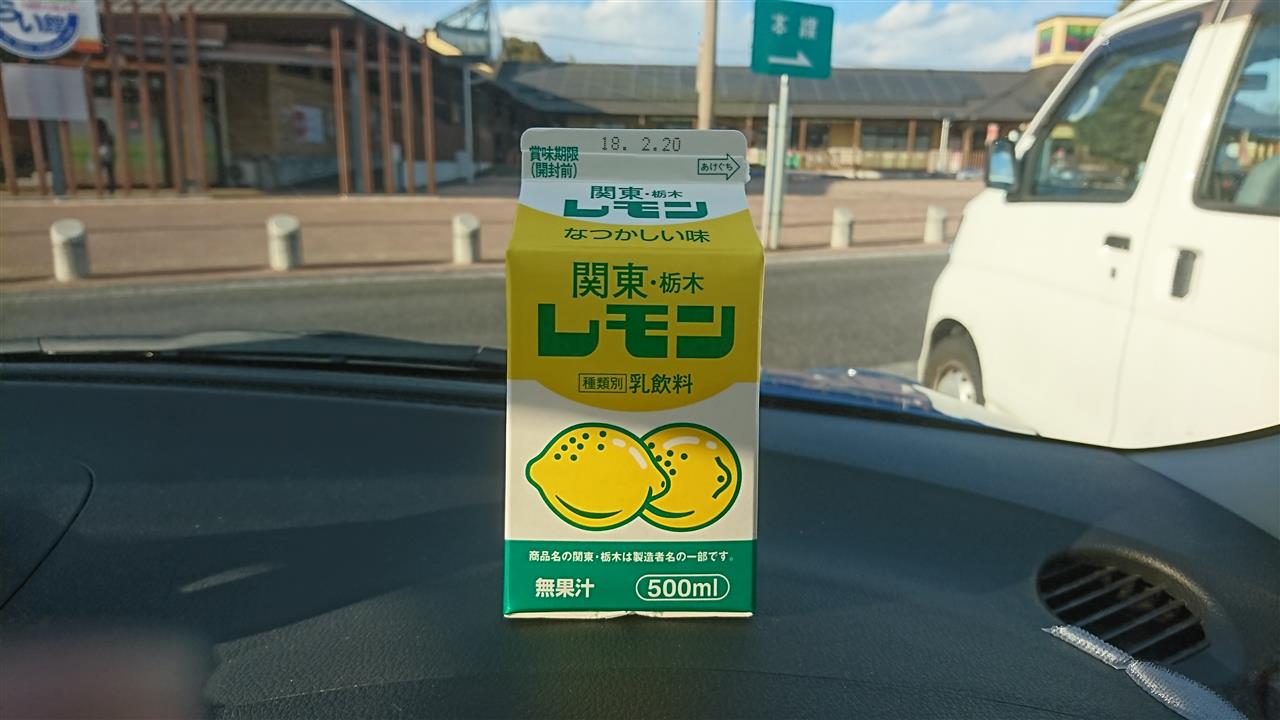 らい館
本線
18. 2.20
賞味期限
(開封前)
あけぐち
関東・栃木
レモン
なつかしい味
関東・栃木
レモン
種類別 乳飲料
商品名の関東・栃木は製造者名の一部です。
無果汁 500ml